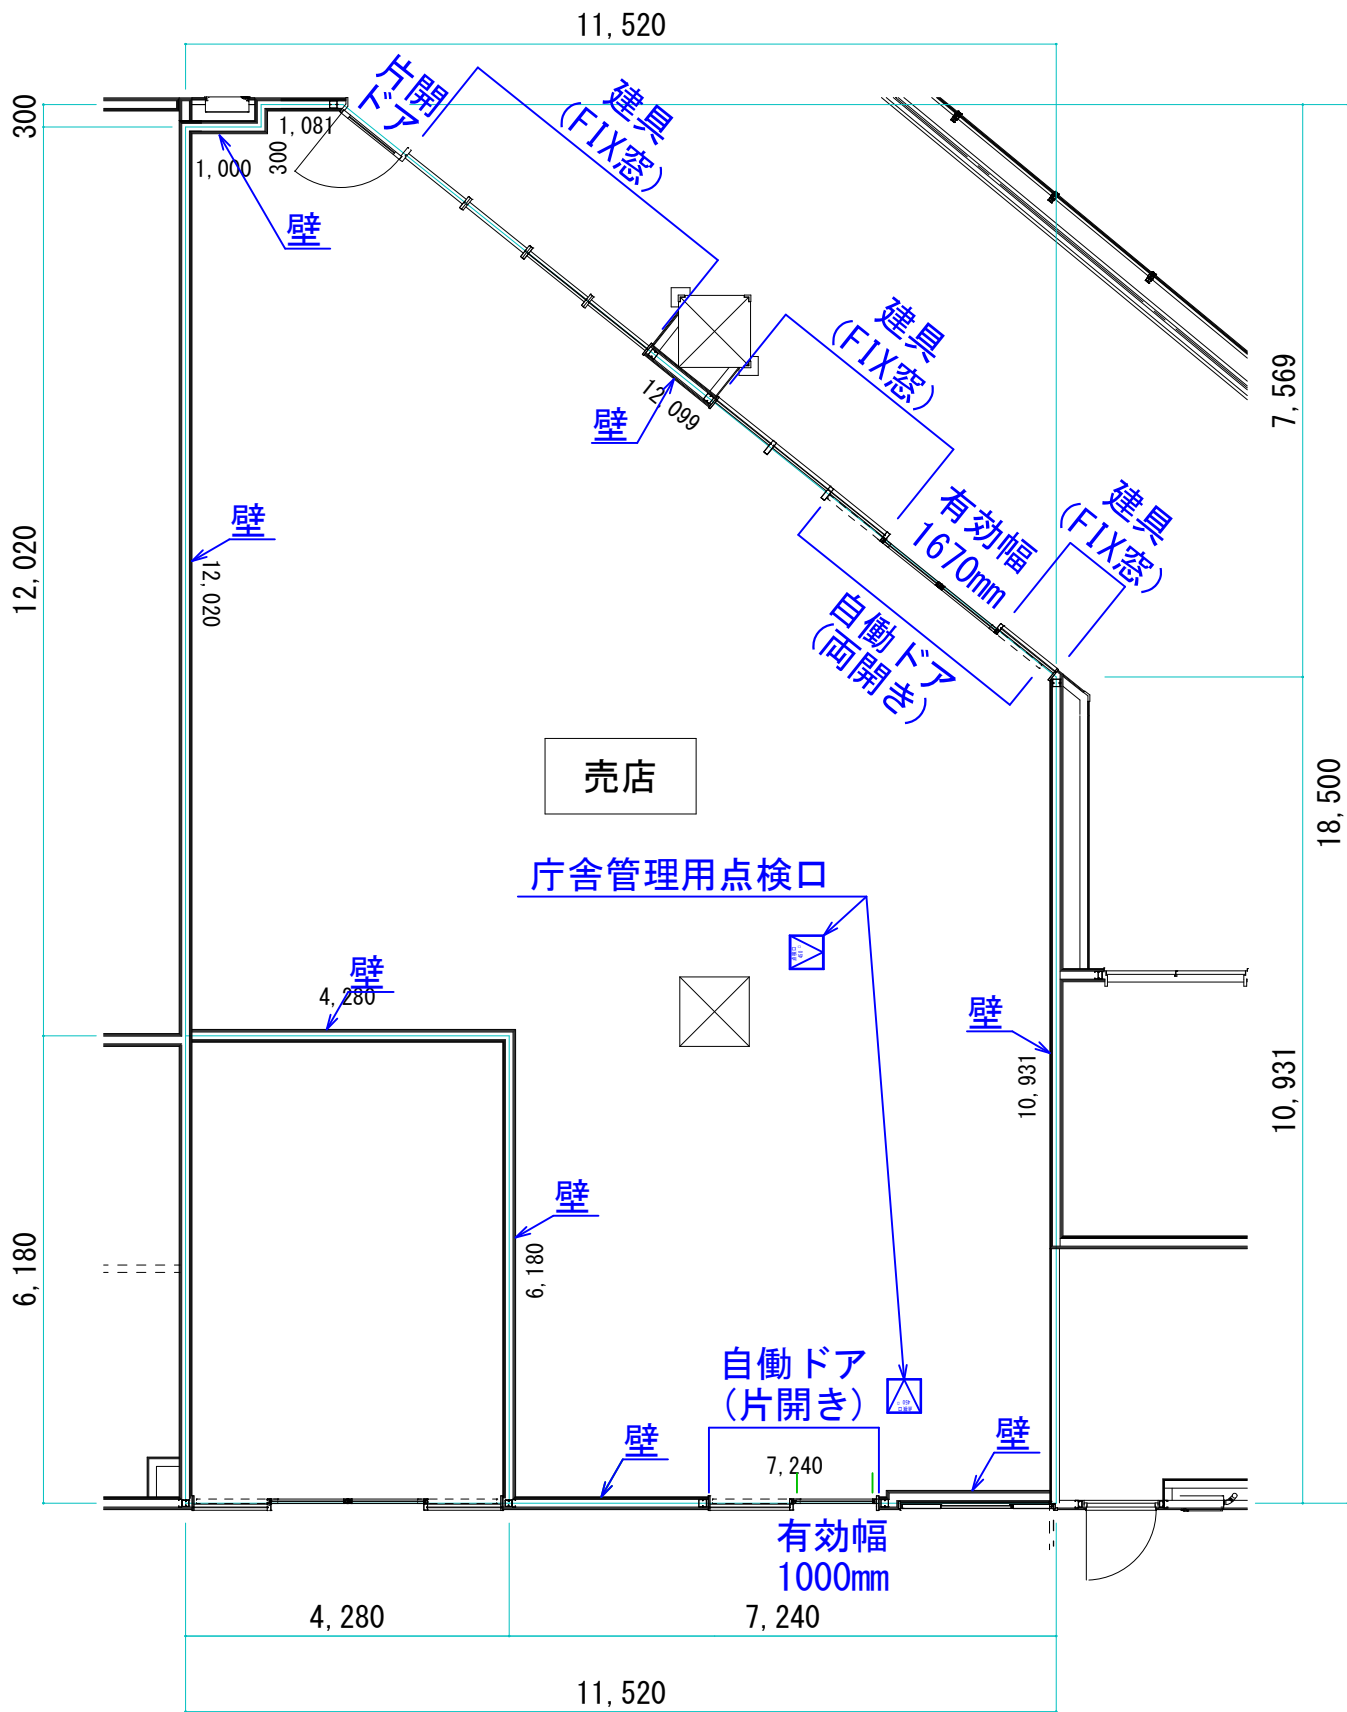 11,520
片開
ドア
建具
(FIX窓)
300
1,081
300
1,000
壁
建具
(FIX窓)
7,569
12,099
壁
有効幅
1670mm
建具
(FIX窓)
壁
12,020
12,020
自働ドア
(両開き)
売店
18,500
庁舎管理用点検口
壁
4,280
壁
10,931
10,931
壁
6,180
6,180
自働ドア
(片開き)
壁
壁
7,240
有効幅
1000mm
4,280
7,240
11,520